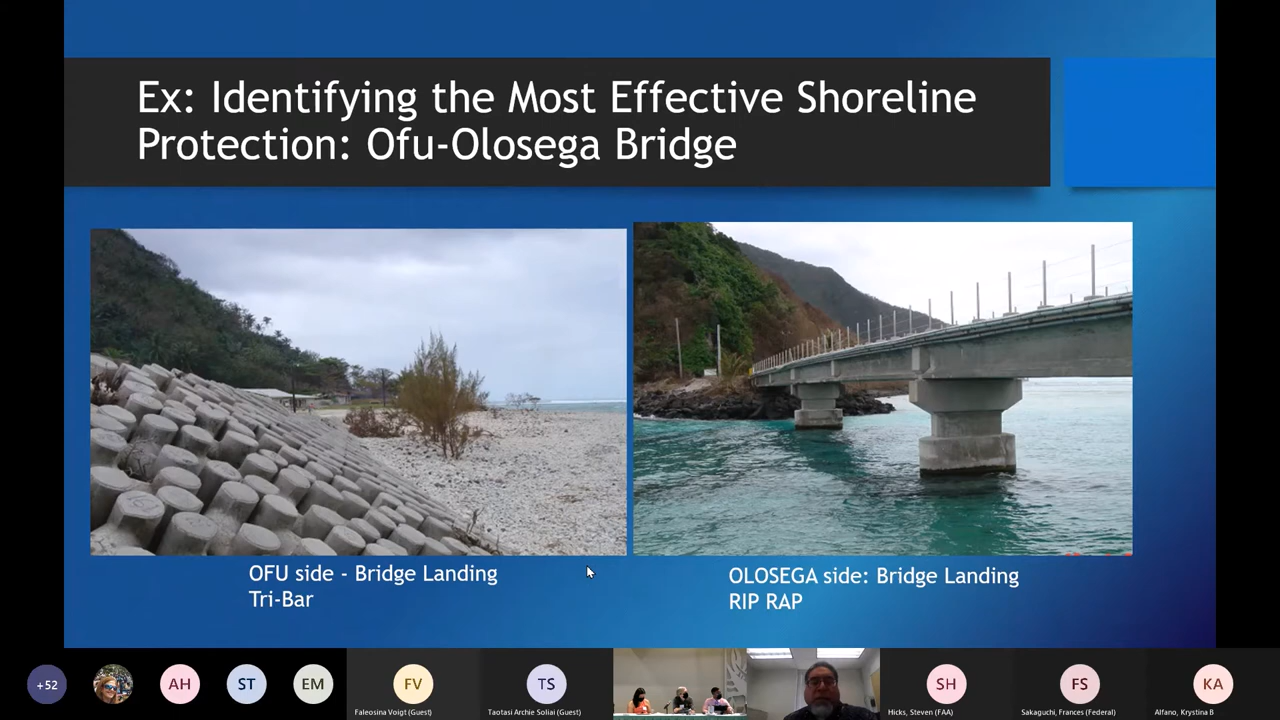 Ex: Identifying the Most Effective Shoreline
Protection: Ofu-Olosega Bridge
OFU side - Bridge Landing
Tri-Bar
OLOSEGA side: Bridge Landing
RIP RAP
+52
AH
ST
EM
FV
Faleosina Voigt (Guest)
TS
Taotasi Archie Soliai (Guest)
SH
Hicks, Steven (FAA)
FS
Sakaguchi, Frances (Federal)
KA
Alfano, Krystina B